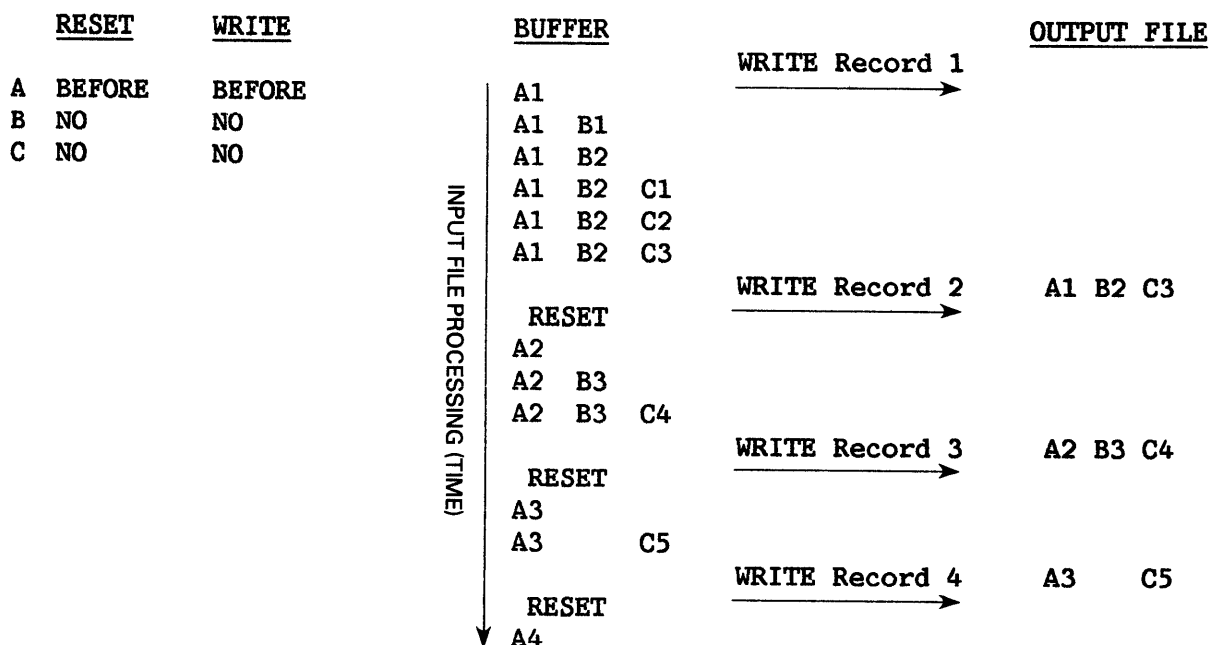 RESET WRITE BUFFER OUTPUT FILE
WRITE Record 1
A BEFORE BEFORE A1
B NO NO A1 B1
C NO NO A1 B2
A1 B2 C1
A1 B2 C2
A1 B2 C3
INPUT FILE PROCESSING (TIME)
WRITE Record 2 A1 B2 C3
RESET
A2
A2 B3
A2 B3 C4
WRITE Record 3 A2 B3 C4
RESET
A3
A3 C5
WRITE Record 4 A3 C5
RESET
A4